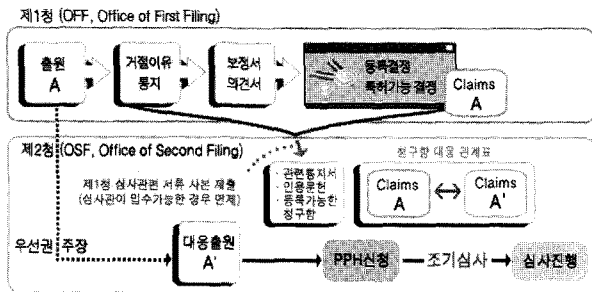 제1청 (OFF, Office of First Filing)
출원
A
거절이유
통지
보정서
의견서
등록결정
특허가능 결정
Claims
A
제2청 (OSF, Office of Second Filing)
청구항 대응 관계표
제1청 심사관련 서류 사본 제출
(심사관이 입수가능한 경우 면제)
· 관련통지서
· 인용문헌
· 등록가능한
청구항
Claims
A
Claims
A'
우선권 주장
대응출원
A'
PPH신청
조기심사
심사진행